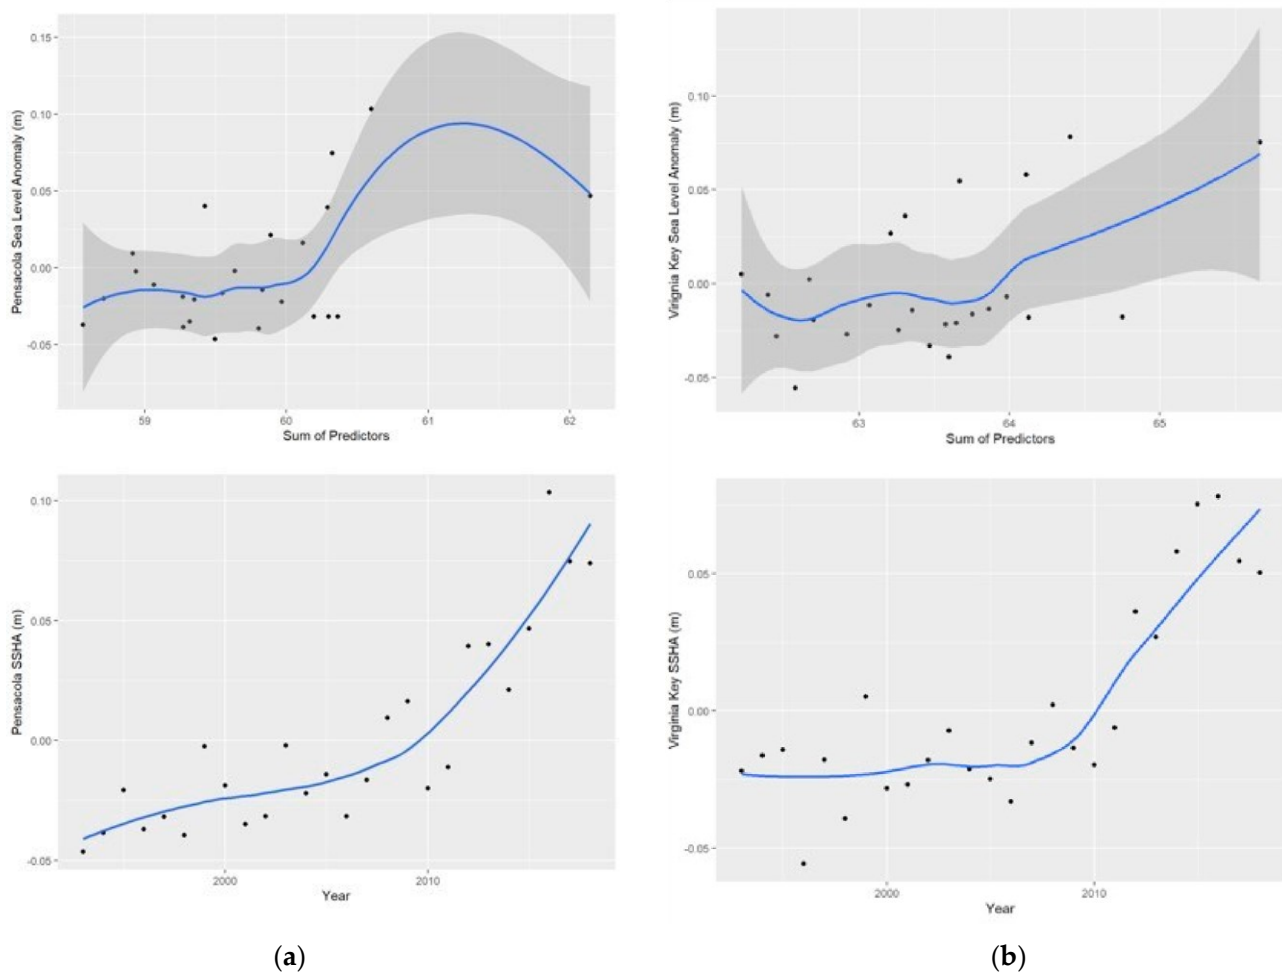 Pensacola Sea Level Anomaly (m)
0.15
0.10
0.05
0.00
-0.05
59 60 61 62
Sum of Predictors
Virignia Key Sea Level Anomaly (m)
0.10
0.05
0.00
-0.05
63 64 65
Sum of Predictors
Pensacola SSHA (m)
0.10
0.05
0.00
-0.05
2000 2010
Year
Virginia Key SSHA (m)
0.05
0.00
-0.05
2000 2010
Year
(a) (b)